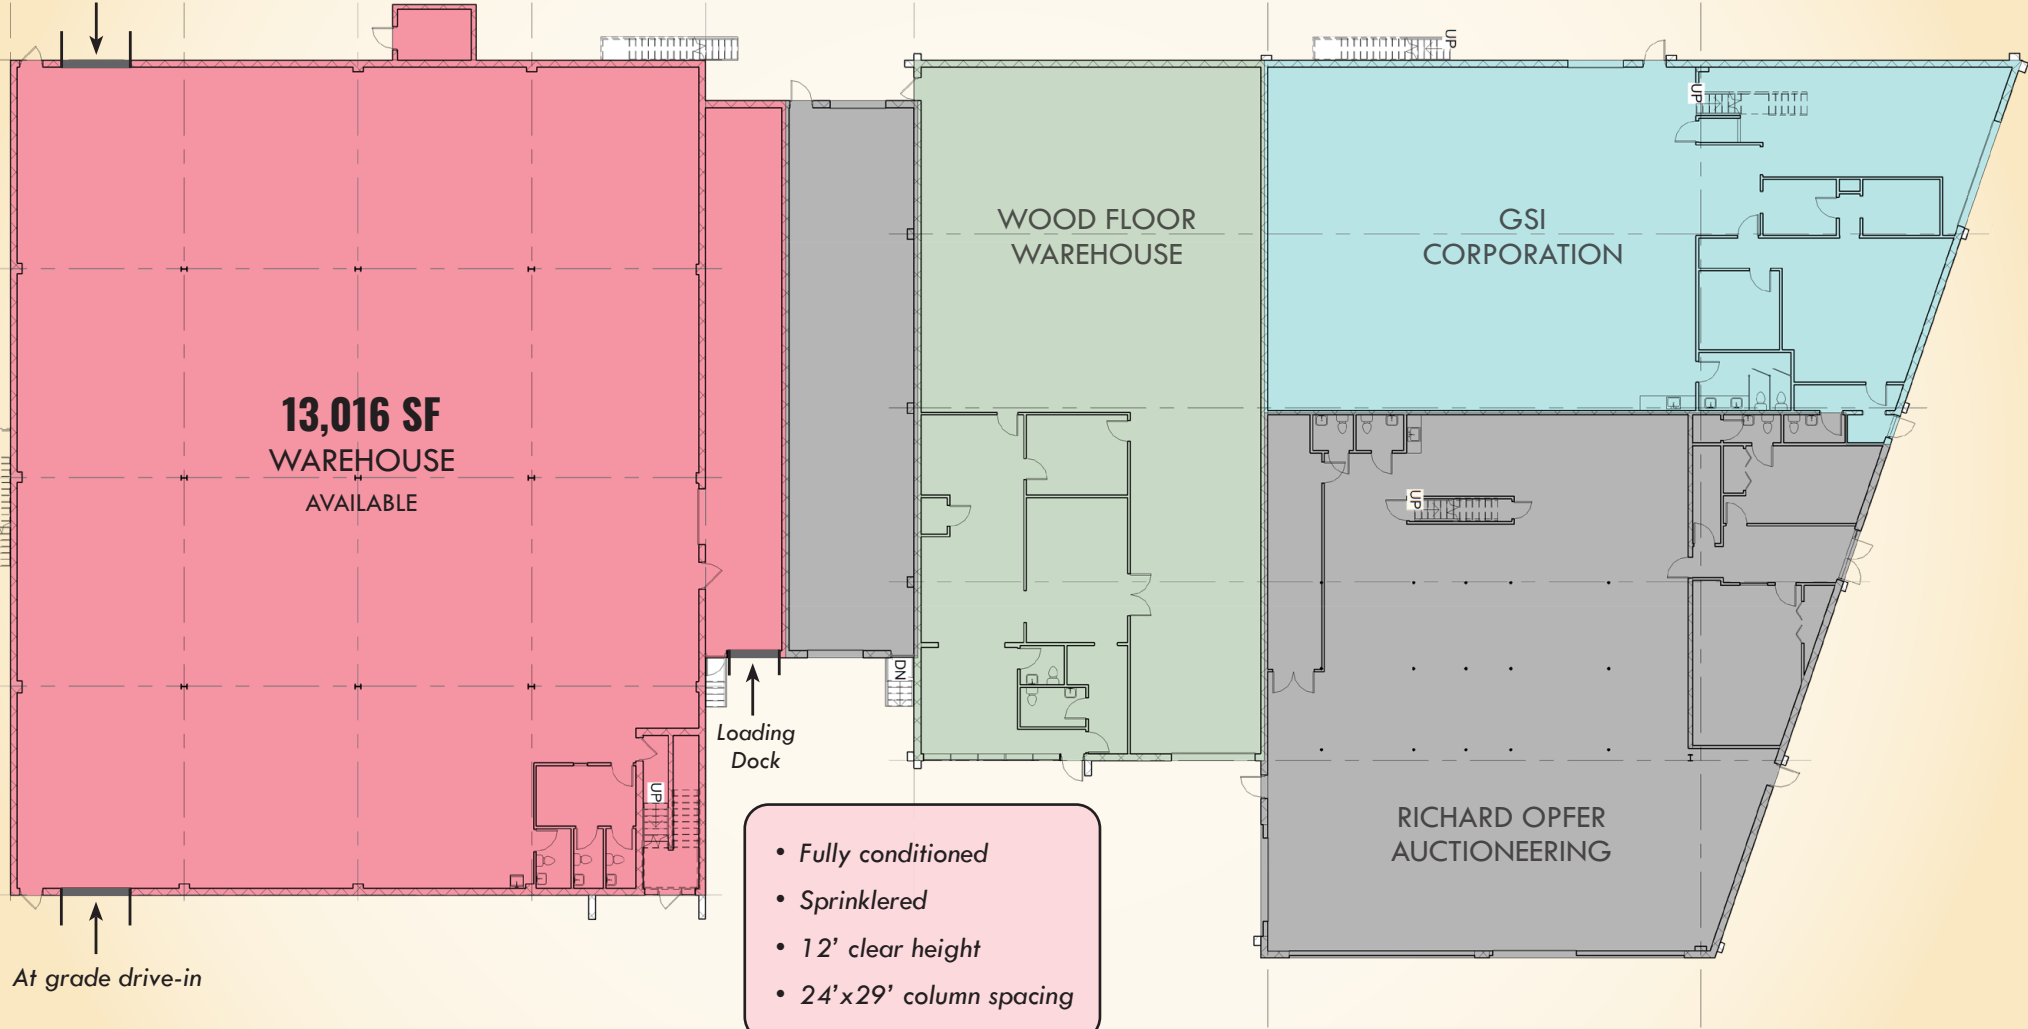 UP
UP
WOOD FLOOR
WAREHOUSE
GSI
CORPORATION
13,016 SF
WAREHOUSE
AVAILABLE
UP
DN
Loading
Dock
UP
RICHARD OPFER
AUCTIONEERING
• Fully conditioned
• Sprinklered
• 12’ clear height
• 24’x29’ column spacing
At grade drive-in